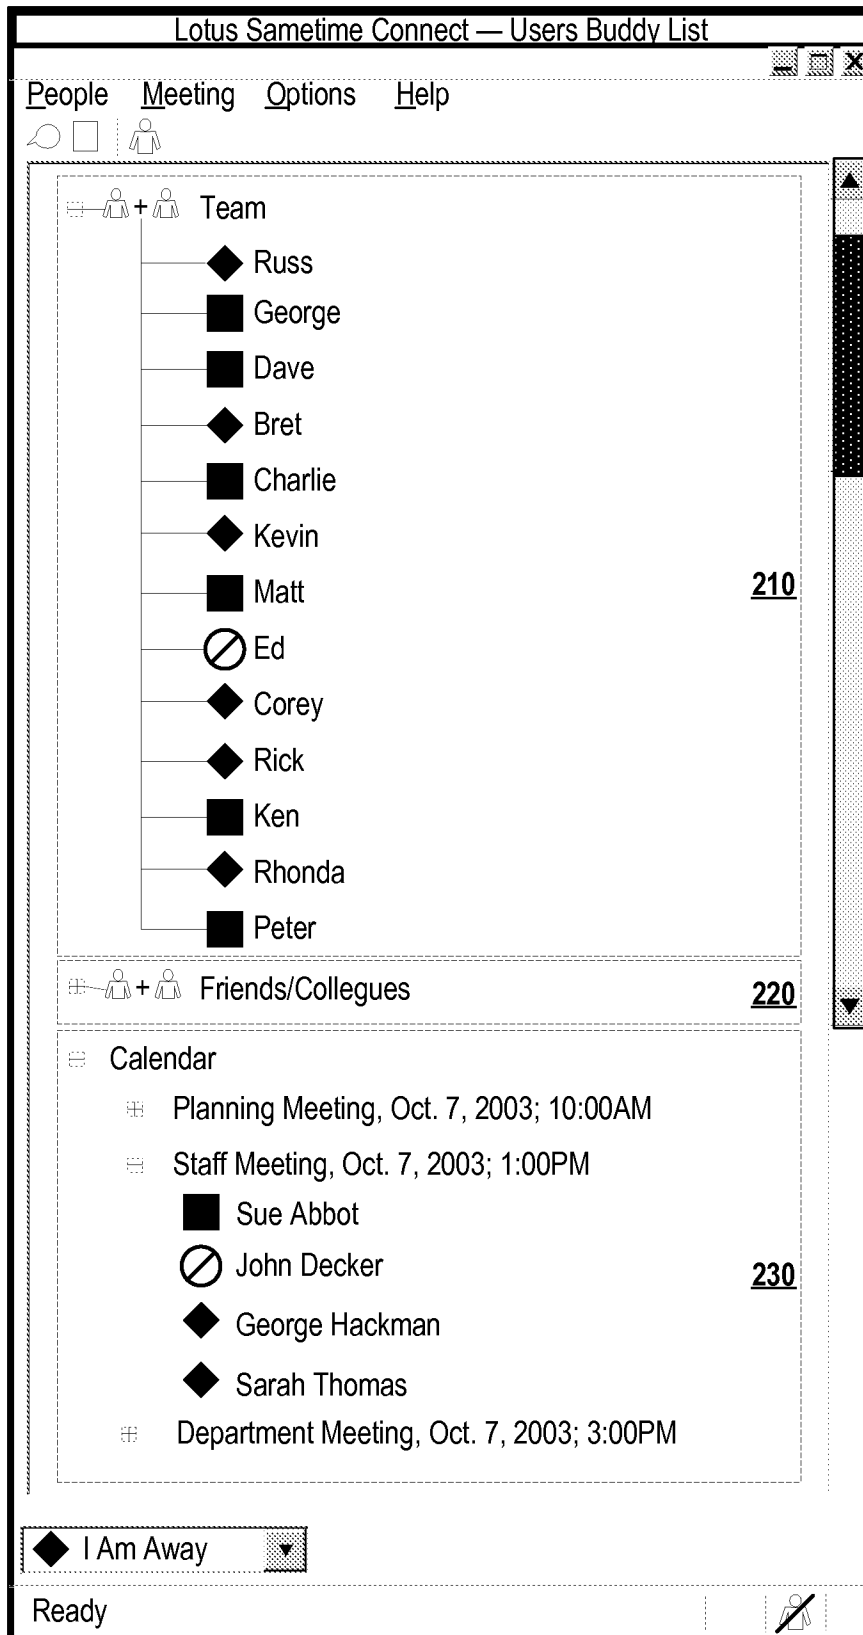 Lotus Sametime Connect — Users Buddy List
People Meeting Options Help
Team
Russ
George
Dave
Bret
Charlie
Kevin
Matt
210
Ed
Corey
Rick
Ken
Rhonda
Peter
Friends/Collegues 220
Calendar
Planning Meeting, Oct. 7, 2003; 10:00AM
Staff Meeting, Oct. 7, 2003; 1:00PM
Sue Abbot
John Decker
230
George Hackman
Sarah Thomas
Department Meeting, Oct. 7, 2003; 3:00PM
I Am Away
Ready